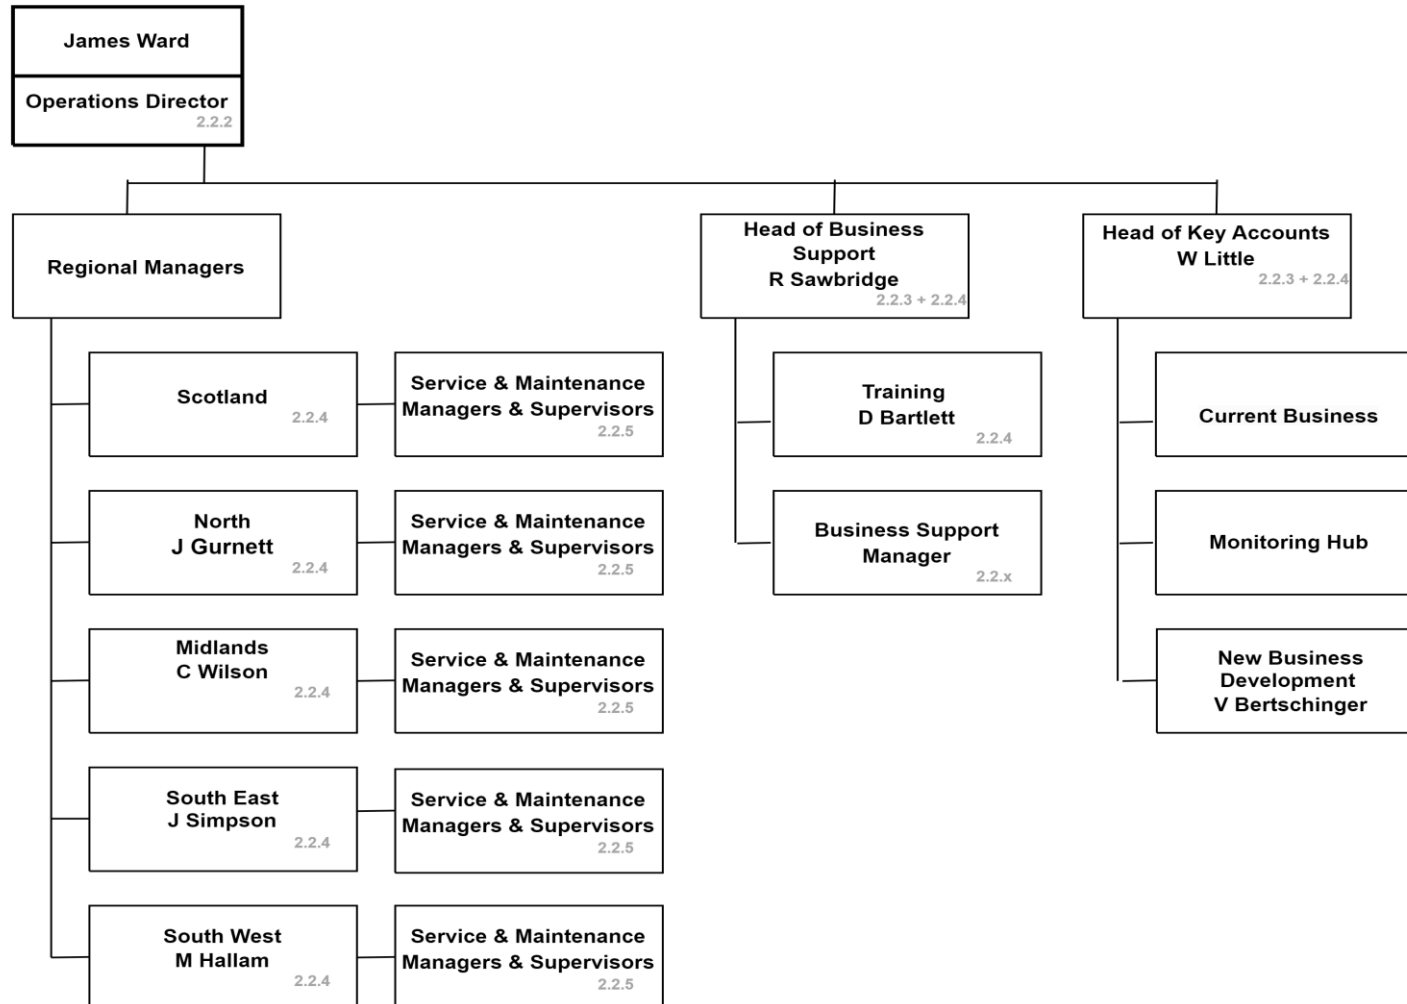 James Ward
Operations Director
2.2.2
Regional Managers
Head of Business
Support
R Sawbridge
2.2.3 + 2.2.4
Head of Key Accounts
W Little
2.2.3 + 2.2.4
Scotland
2.2.4
Service & Maintenance
Managers & Supervisors
2.2.5
Training
D Bartlett
2.2.4
Current Business
North
J Gurnett
2.2.4
Service & Maintenance
Managers & Supervisors
2.2.5
Business Support
Manager
2.2.x
Monitoring Hub
Midlands
C Wilson
2.2.4
Service & Maintenance
Managers & Supervisors
2.2.5
New Business
Development
V Bertschinger
South East
J Simpson
2.2.4
Service & Maintenance
Managers & Supervisors
2.2.5
South West
M Hallam
2.2.4
Service & Maintenance
Managers & Supervisors
2.2.5